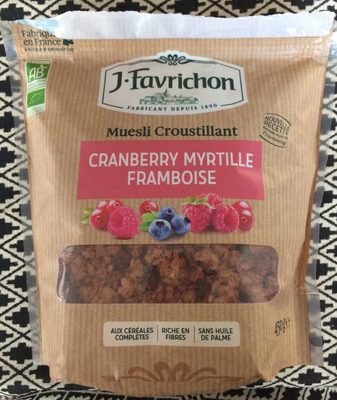 Fabriqué
en France
AB
J. Favrichon
FABRICANT DEPUIS 1890
NOUVELLE
RECETTE
Muesli Croustillant
CRANBERRY MYRTILLE
FRAMBOISE
AUX CÉRÉALES
COMPLÈTES
RICHE EN
FIBRES
SANS HUILE
DE PALME
450g e